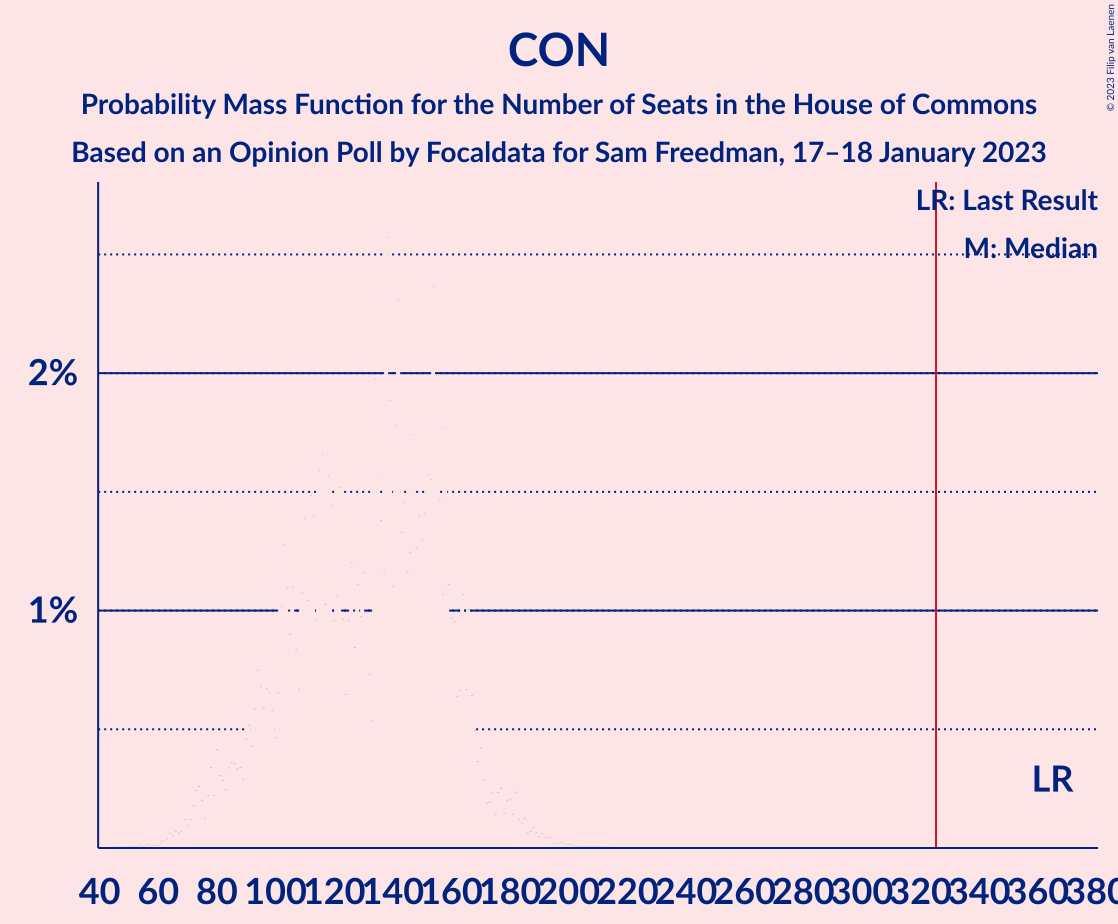 CON
Probability Mass Function for the Number of Seats in the House of Commons
Based on an Opinion Poll by Focaldata for Sam Freedman, 17–18 January 2023
© 2023 Filip van Laenen
LR: Last Result
M: Median
2%
1%
LR
40 60 80 100 120 140 160 180 200 220 240 260 280 300 320 340 360 380